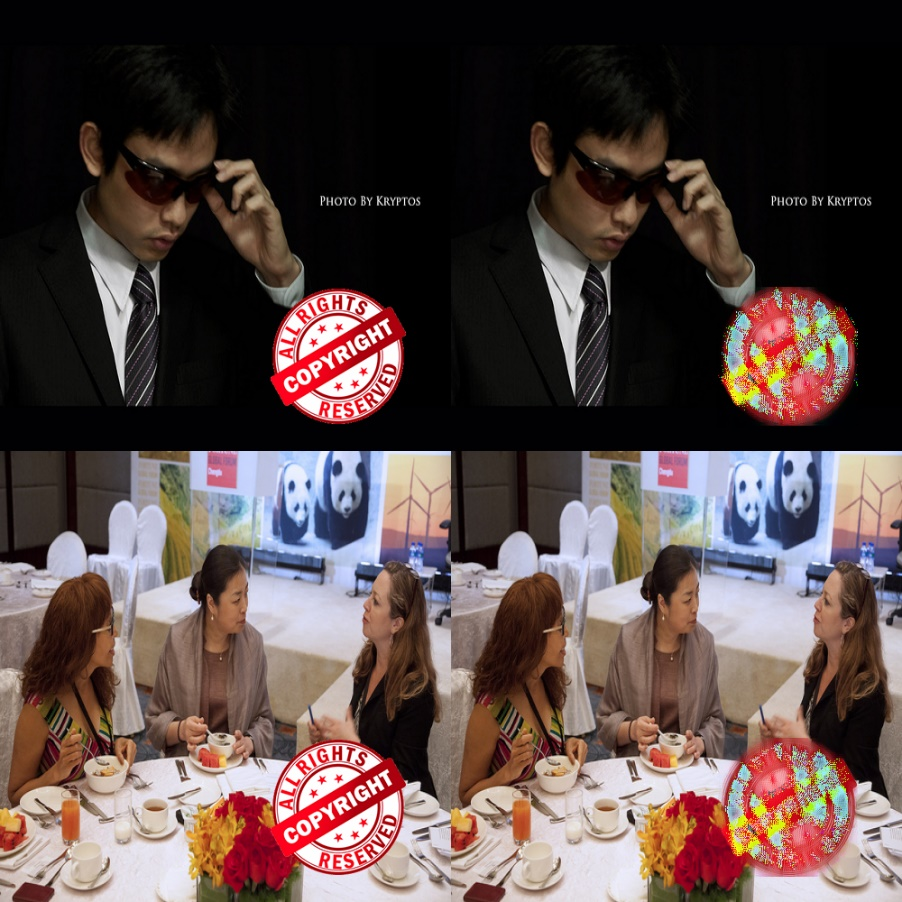 PHOTO BY KRYPTOS
PHOTO BY KRYPTOS
ALL RIGHTS
COPYRIGHT
RESERVED
ALL RIGHTS
COPYRIGHT
RESERVED